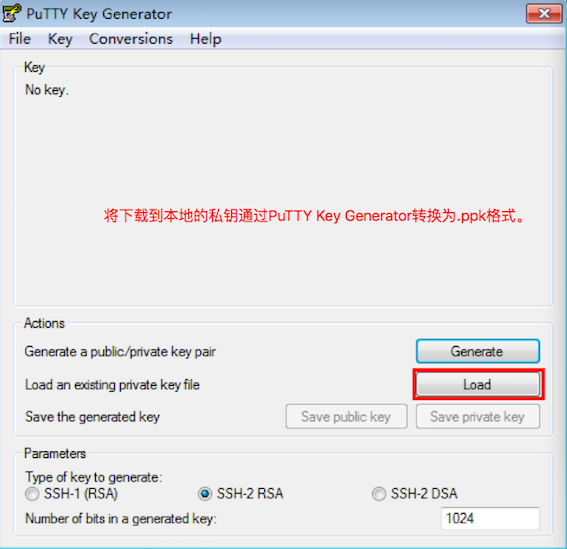 PuTTY Key Generator
File Key Conversions Help
Key
No key.
将下载到本地的私钥通过PuTTY Key Generator转换为.ppk格式。
Actions
Generate a public/private key pair Generate
Load an existing private key file Load
Save the generated key Save public key Save private key
Parameters
Type of key to generate:
SSH-1 (RSA) SSH-2 RSA SSH-2 DSA
Number of bits in a generated key: 1024